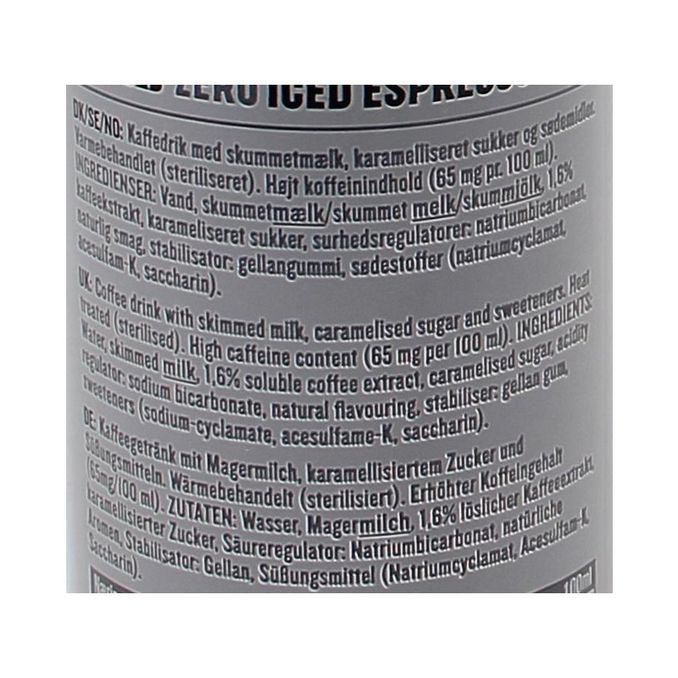 ZERO ICED ESPRESSO
DK/SE/NO: Kaffedrik med skummetmælk, karamelliseret sukker og sødemidler.
Varmebehandlet (steriliseret). Højt koffeinindhold (65 mg pr. 100 ml).
INGREDIENSER: Vand, skummetmælk/skummet melk/skummjölk, 1,6%
kaffeekstrakt, karameliseret sukker, surhedsregulatorer: natriumbicarbonat,
naturlig smag, stabilisator: gellangummi, sødestoffer (natriumcyclamat,
acesulfam-K, saccharin).
UK: Coffee drink with skimmed milk, caramelised sugar and sweeteners. Heat
treated (sterilised). High caffeine content (65 mg per 100 ml). INGREDIENTS:
Water, skimmed milk, 1,6% soluble coffee extract, caramelised sugar, acidity
regulator: sodium bicarbonate, natural flavouring, stabiliser: gellan gum,
sweeteners (sodium-cyclamate, acesulfame-K, saccharin).
DE: Kaffeegetränk mit Magermilch, karamellisiertem Zucker und
Süßungsmitteln. Wärmebehandelt (sterilisiert). Erhöhter Koffeingehalt
(65mg/100 ml). ZUTATEN: Wasser, Magermilch, 1,6% löslicher Kaffeeextrakt,
karamellisierter Zucker, Säureregulator: Natriumbicarbonat, natürliche
Aromen, Stabilisator: Gellan, Süßungsmittel (Natriumcyclamat, Acesulfam-K,
Saccharin).